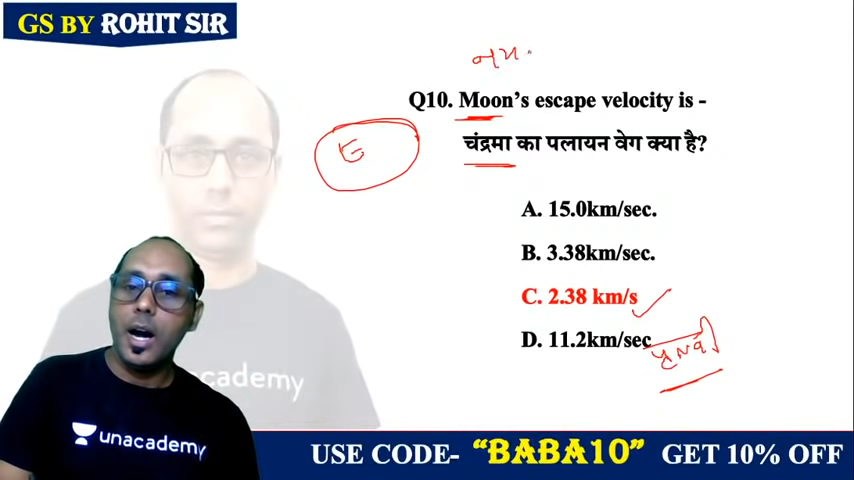 GS BY ROHIT SIR
Q10. Moon's escape velocity is -
चंद्रमा का पलायन वेग क्या है?
E
A. 15.0km/sec.
B. 3.38km/sec.
C. 2.38 km/s
D. 11.2km/sec
पृथ्वी
academy
unacademy
USE CODE- “BABA10” GET 10% OFF